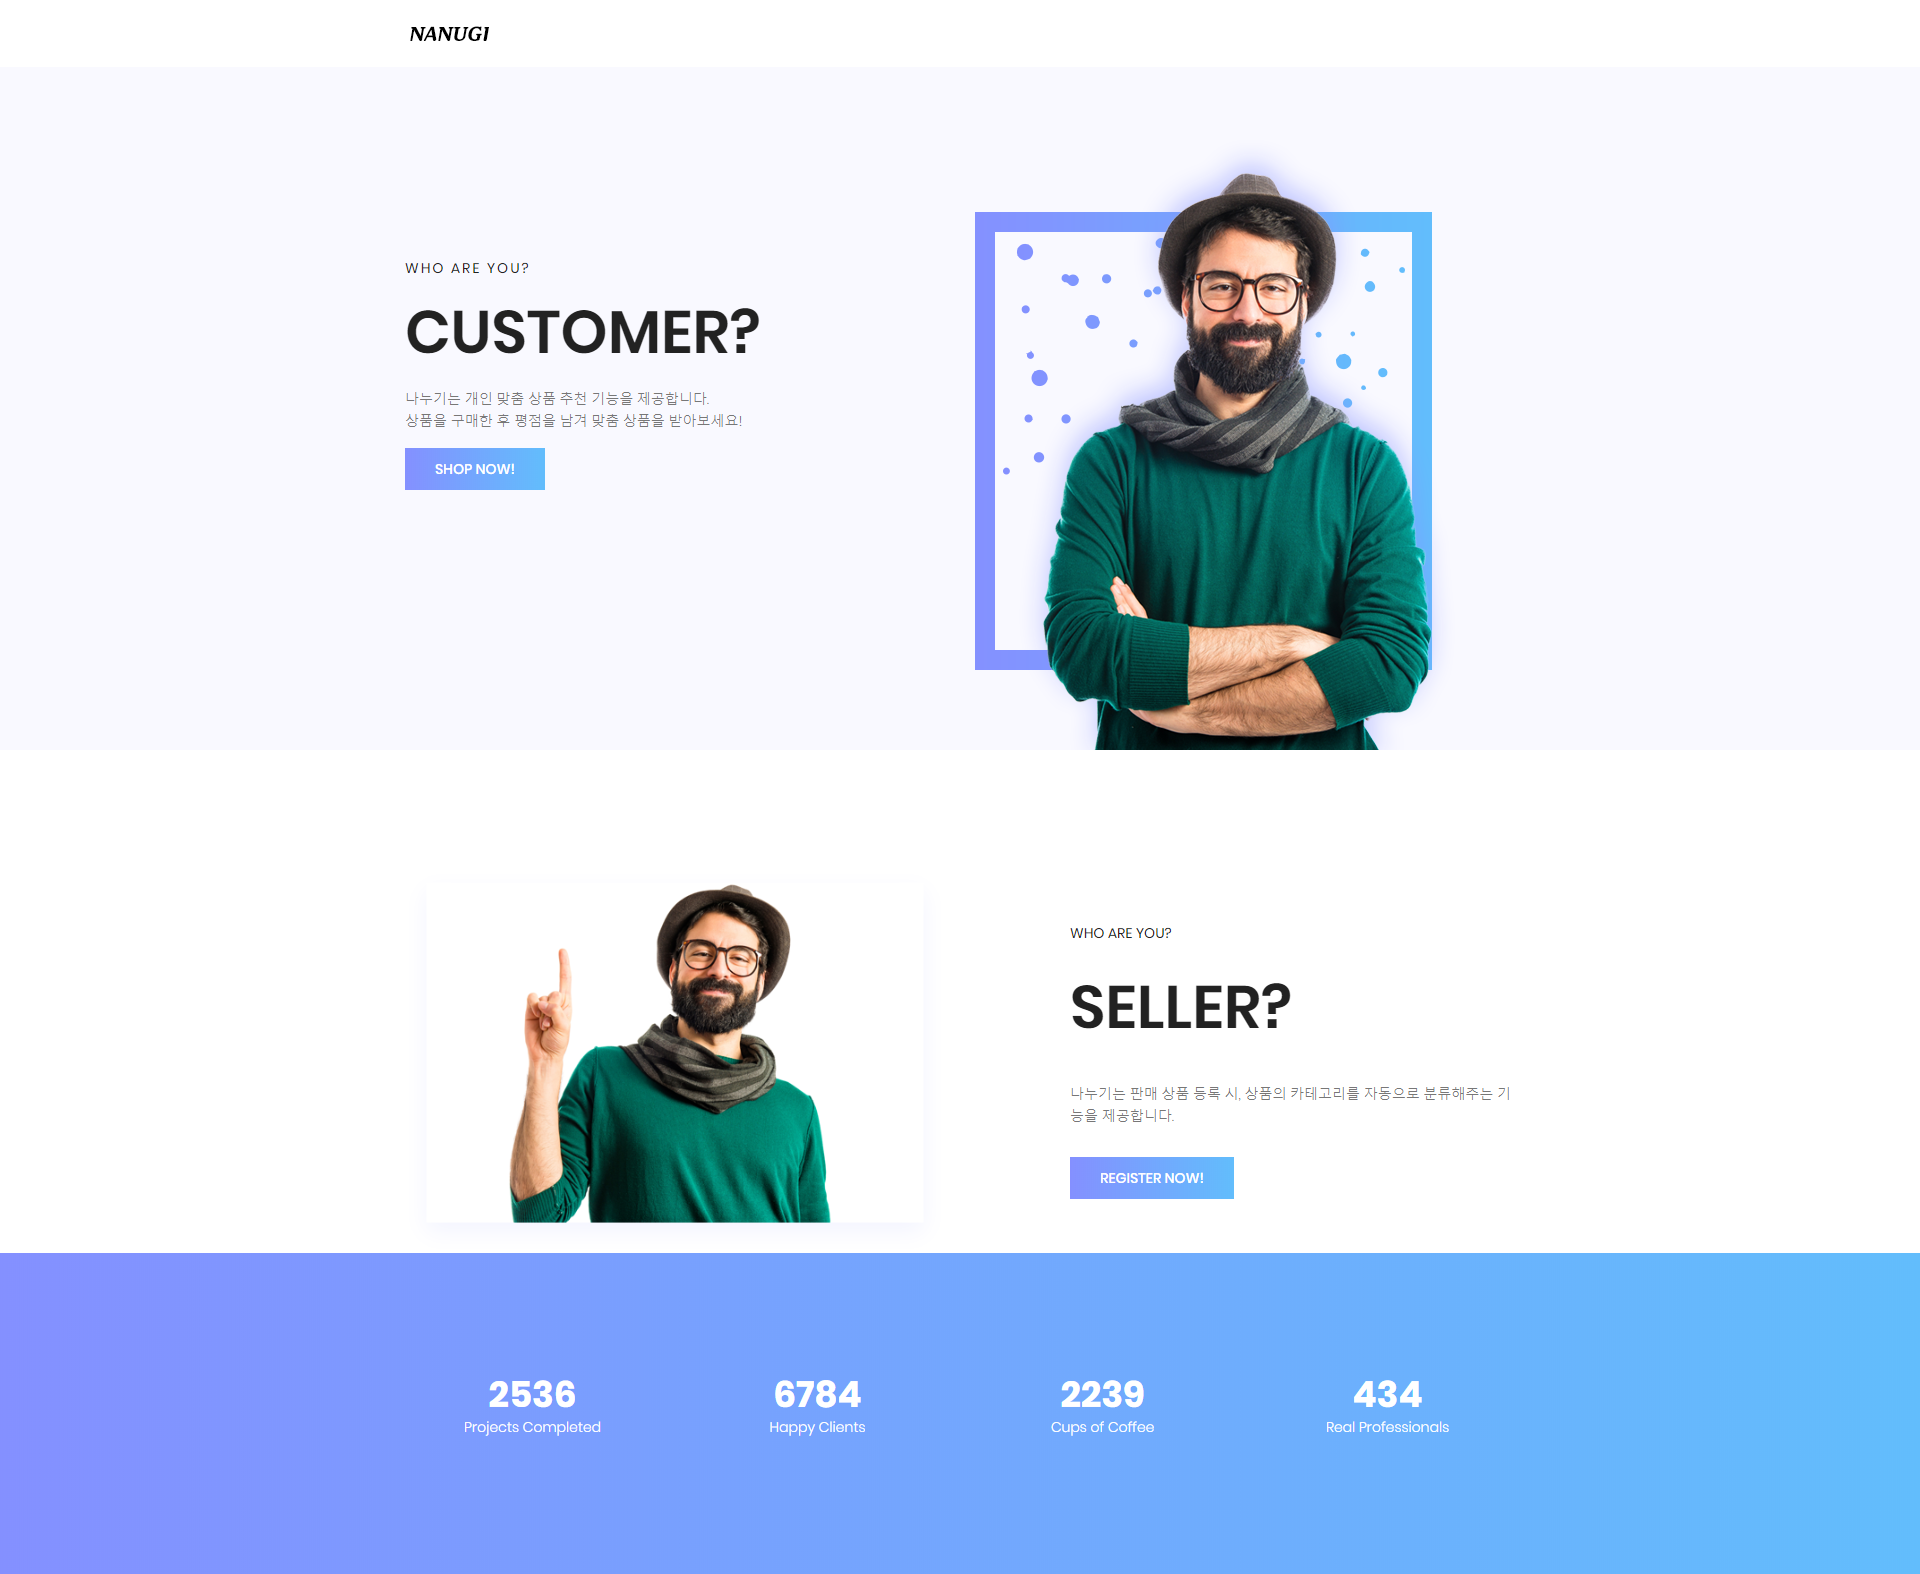 NANUGI
WHO ARE YOU?
CUSTOMER?
나누기는 개인 맞춤 상품 추천 기능을 제공합니다.
상품을 구매한 후 평점을 남겨 맞춤 상품을 받아보세요!
SHOP NOW!
WHO ARE YOU?
SELLER?
나누기는 판매 상품 등록 시, 상품의 카테고리를 자동으로 분류해주는 기
능을 제공합니다.
REGISTER NOW!
2536
Projects Completed
6784
Happy Clients
2239
Cups of Coffee
434
Real Professionals